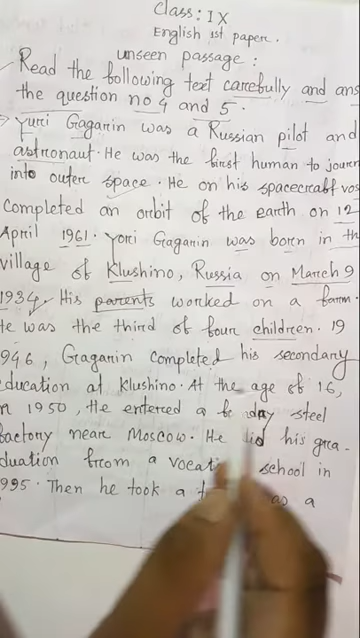 Class: IX
English 1st paper.
unseen passage:
Read the following text carefully and ans
the question no 4 and 5.
Yuri Gagarin was a Russian pilot and
astronaut. He was the first human to journ
into outer space. He on his spacecraft vos
Completed an orbit of the earth on 12
April 1961. Yuri Gagarin was born in th
village of Klushino, Russia on March 9
1934. His parents worked on a farm.
He was the third of four children. 19
946, Gagarin completed his secondary
education at Klushino. At the age of 16,
n 1950, He entered a day steel
factory near Moscow. He did his gra-
duation from a school in
995. Then he took a as a